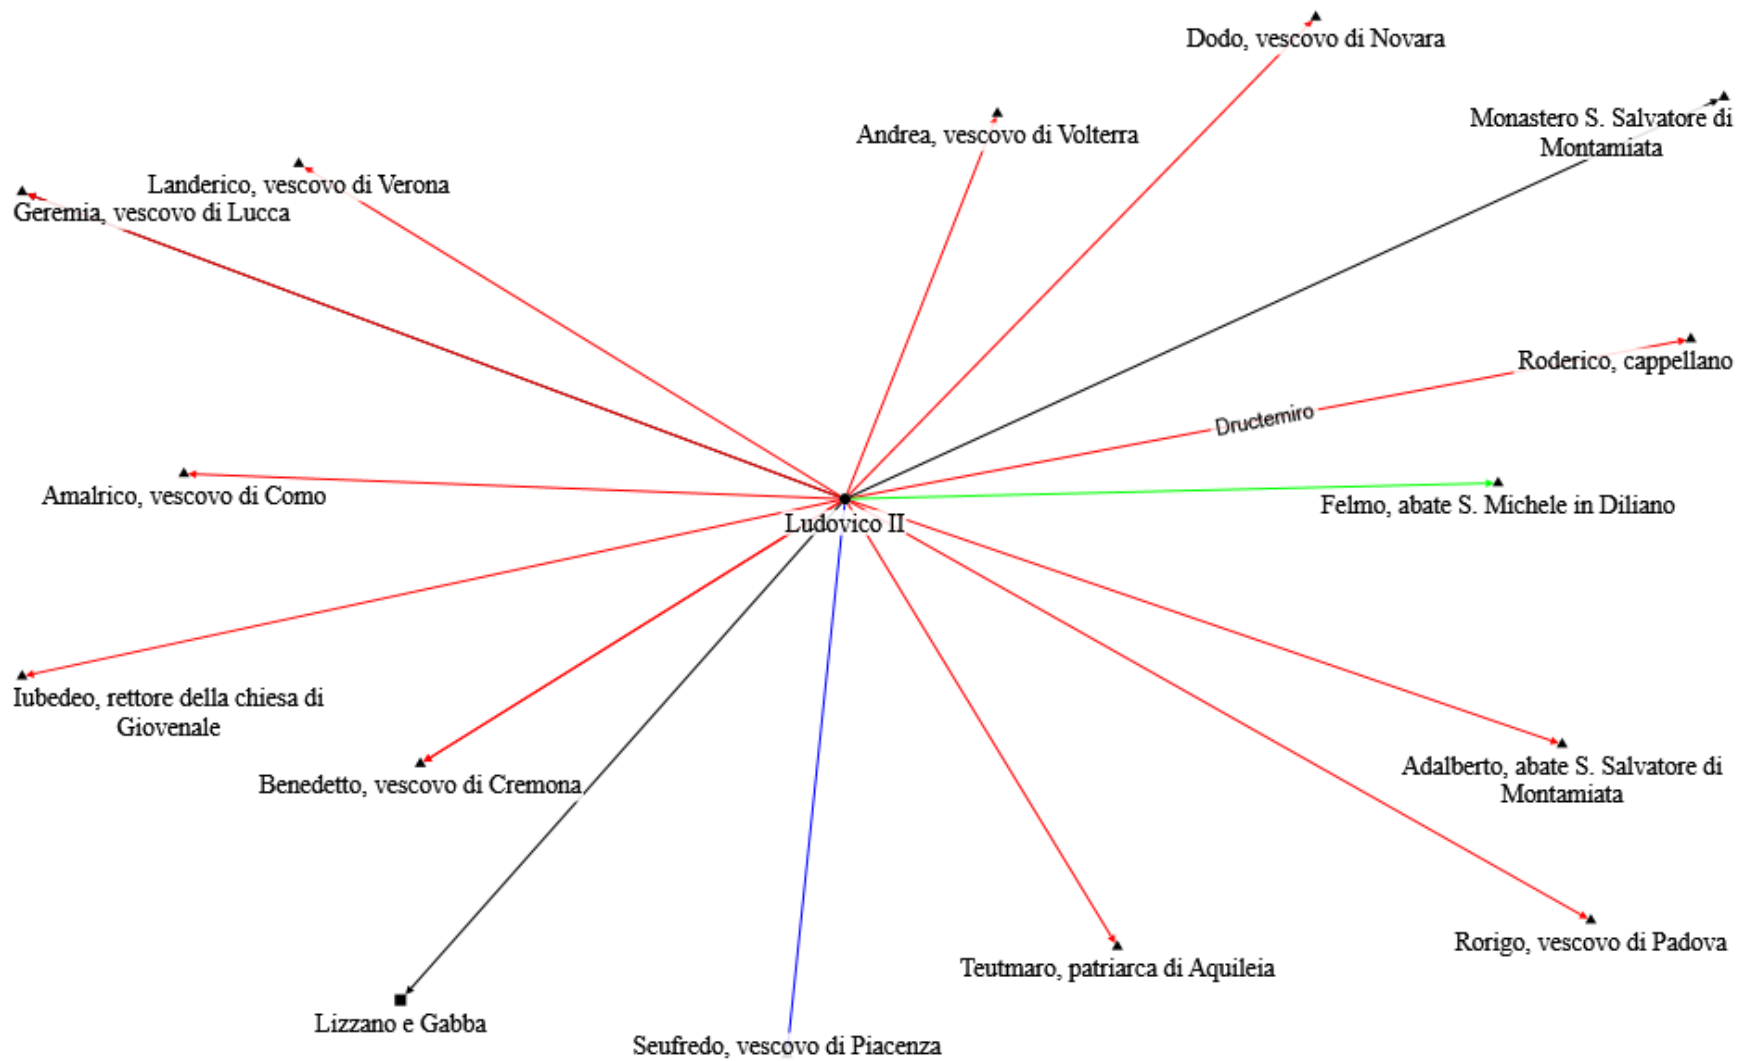 Dodo, vescovo di Novara
Monastero S. Salvatore di
Montamiata
Andrea, vescovo di Volterra
Landerico, vescovo di Verona
Geremia, vescovo di Lucca
Roderico, cappellano
Dructemiro
Amalrico, vescovo di Como
Felmo, abate S. Michele in Diliano
Ludovico II
Iubedeo, rettore della chiesa di
Giovenale
Benedetto, vescovo di Cremona
Adalberto, abate S. Salvatore di
Montamiata
Rorigo, vescovo di Padova
Teutmaro, patriarca di Aquileia
Lizzano e Gabba
Seufredo, vescovo di Piacenza